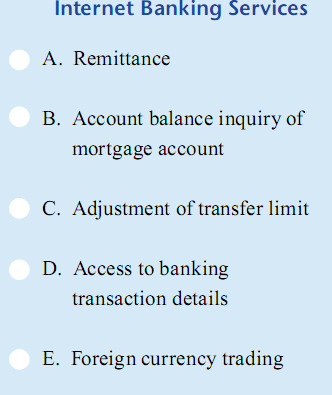 Internet Banking Services
A. Remittance
B. Account balance inquiry of
mortgage account
C. Adjustment of transfer limit
D. Access to banking
transaction details
E. Foreign currency trading